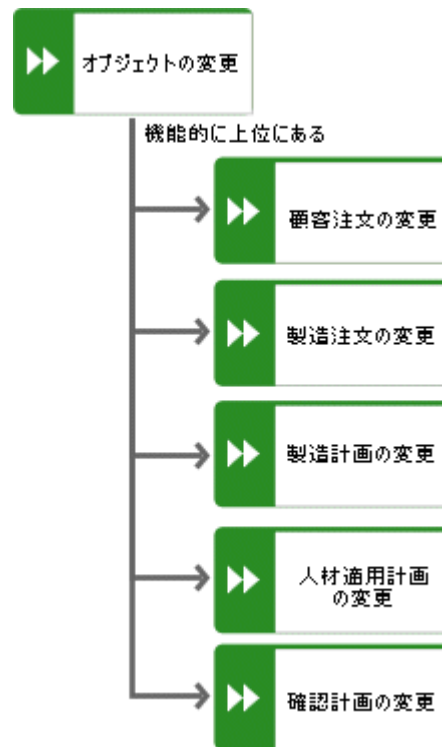 オブジェクトの変更
機能的に上位にある
顧客注文の変更
製造注文の変更
製造計画の変更
人材適用計画
の変更
確認計画の変更